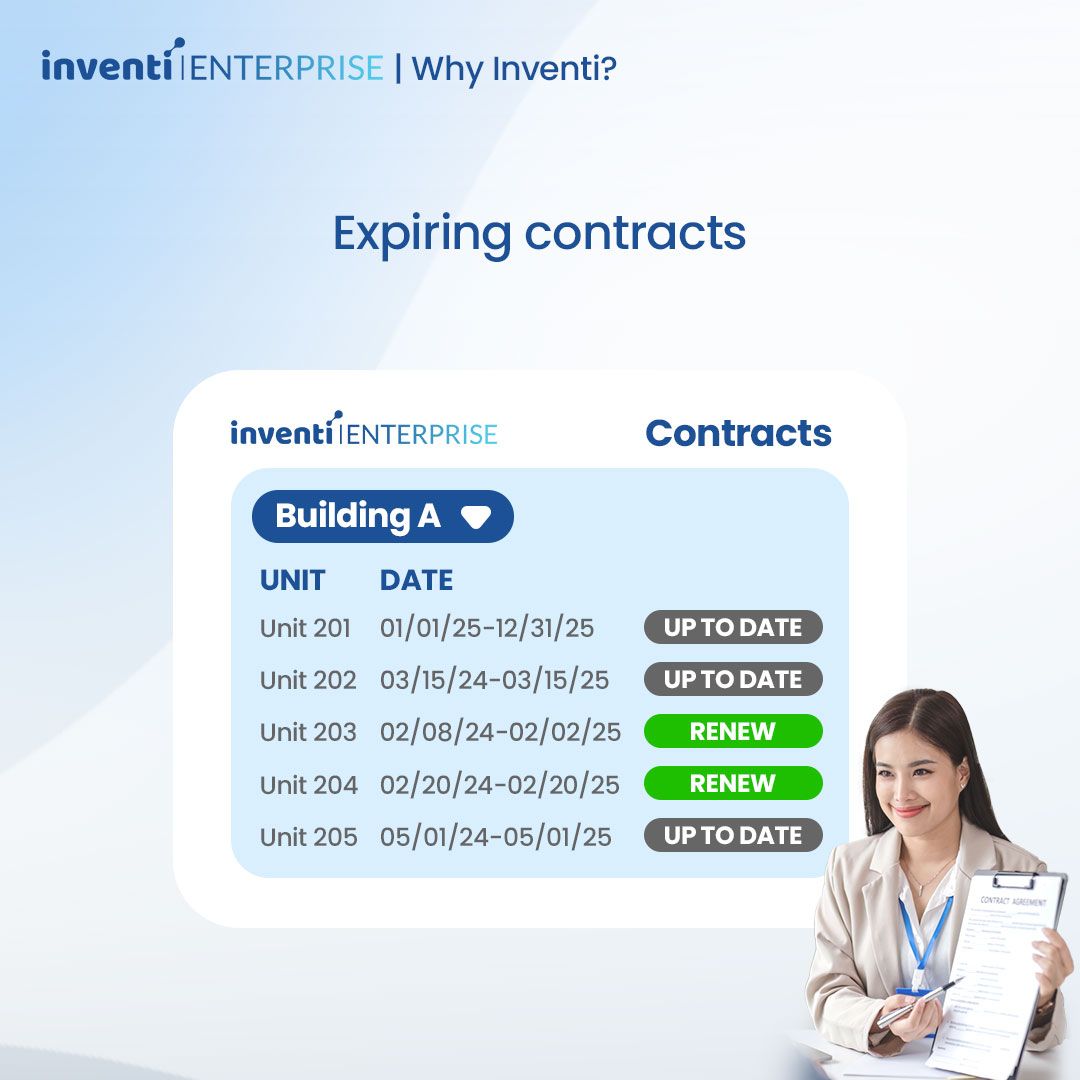 inventi ENTERPRISE | Why Inventi?
Expiring contracts
inventi ENTERPRISE Contracts
Building A
UNIT DATE
Unit 201 01/01/25-12/31/25 UP TO DATE
Unit 202 03/15/24-03/15/25 UP TO DATE
Unit 203 02/08/24-02/02/25 RENEW
Unit 204 02/20/24-02/20/25 RENEW
Unit 205 05/01/24-05/01/25 UP TO DATE
CONTRACT AGREEMENT